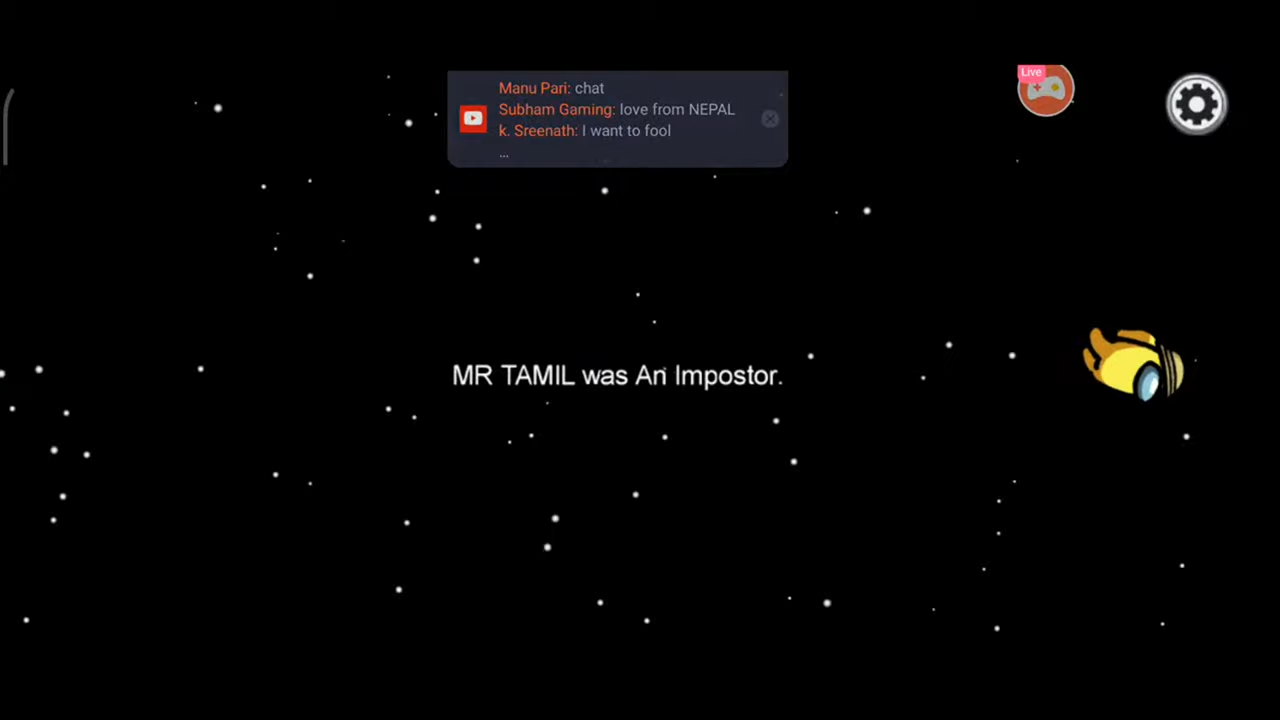 Live
Manu Pari: chat
Subham Gaming: love from NEPAL
k. Sreenath: I want to fool
...
MR TAMIL was An Impostor.